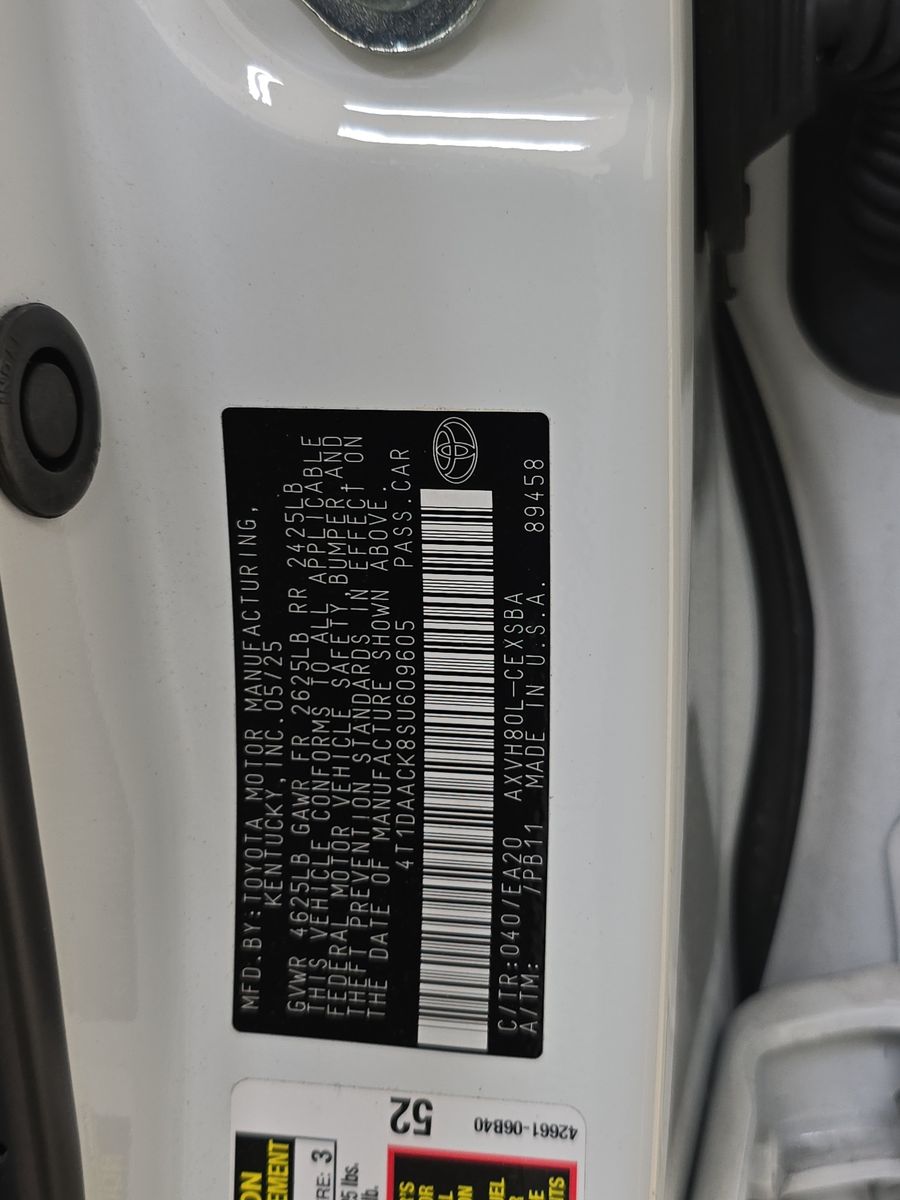 MFD.BY:TOYOTA MOTOR MANUFACTURING,
KENTUCKY,INC.05/25
GVWR 4625LB GAWR FR 2625LB RR 2425LB
THIS VEHICLE CONFORMS TO ALL APPLICABLE
FEDERAL MOTOR VEHICLE SAFETY,BUMPER,AND
THEFT PREVENTION STANDARDS IN EFFECT ON
THE DATE OF MANUFACTURE SHOWN ABOVE.
4T1DAACK8SU609605 PASS.CAR
C/TR:040/EA20 AXVH80L-CEXSBA
A/TM: /PB11 MADE IN U.S.A. 89458
52
42661-06B40
3
lbs.